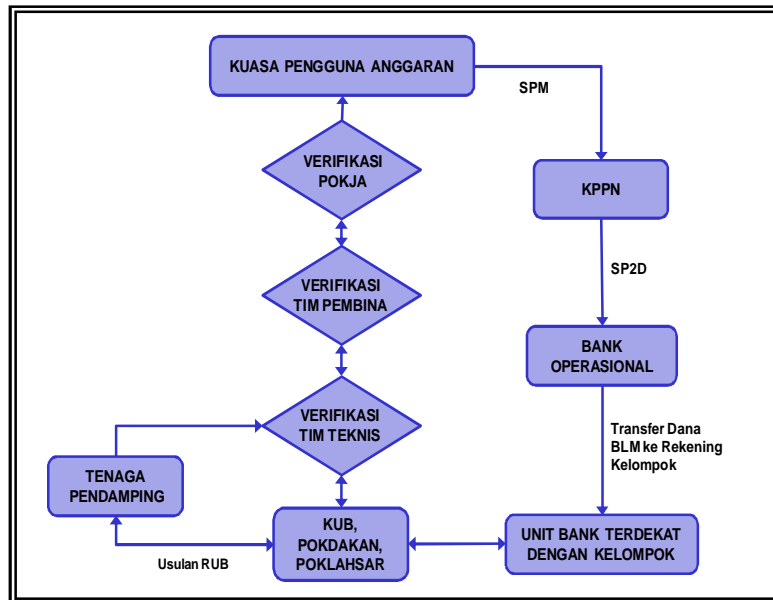 KUASA PENGGUNA ANGGARAN
SPM
VERIFIKASI
POKJA
KPPN
SP2D
VERIFIKASI
TIM PEMBINA
BANK
OPERASIONAL
VERIFIKASI
TIM TEKNIS
Transfer Dana
BLM ke Rekening
Kelompok
TENAGA
PENDAMPING
KUB,
POKDAKAN,
POKLAHSAR
UNIT BANK TERDEKAT
DENGAN KELOMPOK
Usulan RUB